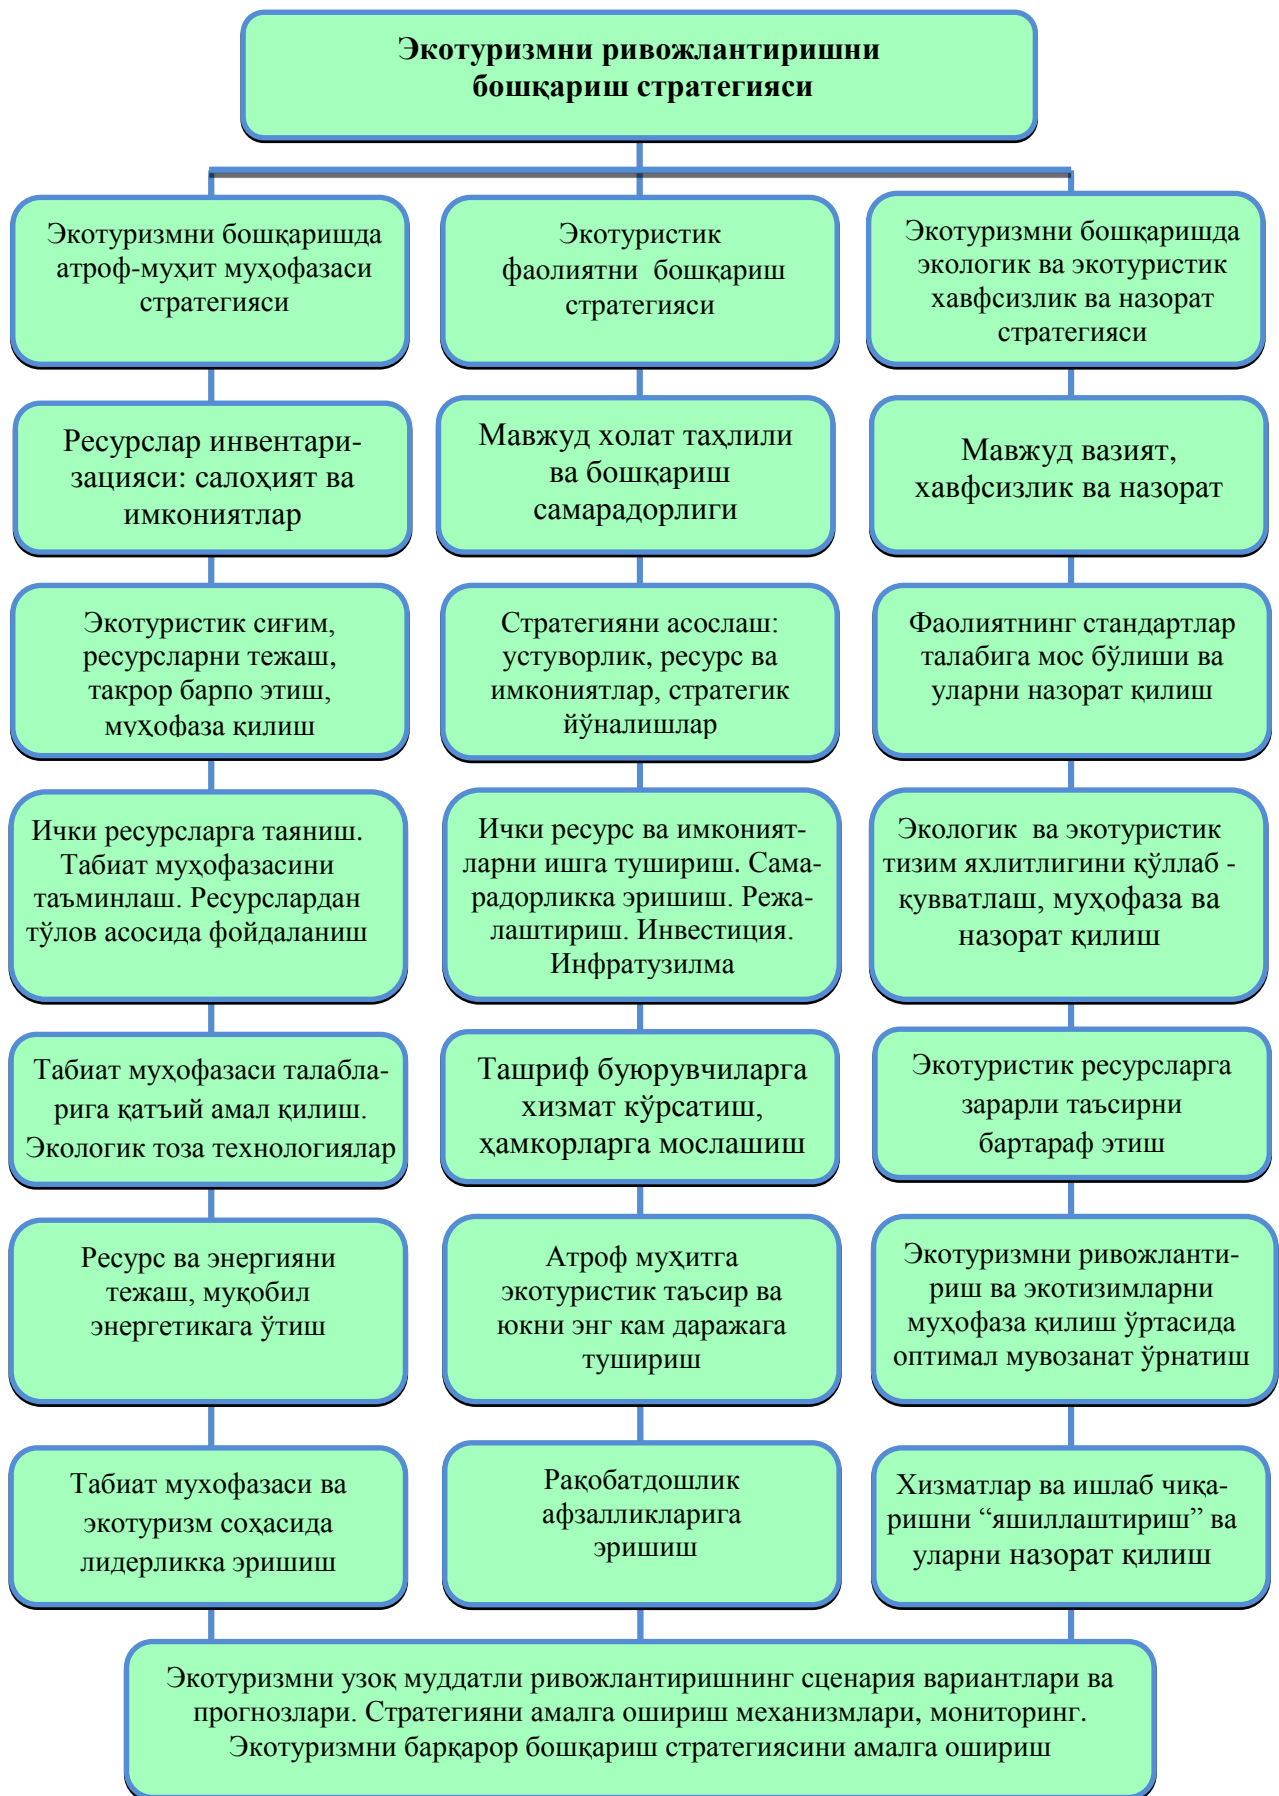 Экотуризмни ривожлантиришни
бошқариш стратегияси
Экотуризмни бошқаришда
атроф-муҳит муҳофазаси
стратегияси
Экотуристик
фаолиятни бошқариш
стратегияси
Экотуризмни бошқаришда
экологик ва экотуристик
хавфсизлик ва назорат
стратегияси
Ресурслар инвентари-
зацияси: салоҳият ва
имкониятлар
Мавжуд холат таҳлили
ва бошқариш
самарадорлиги
Мавжуд вазият,
хавфсизлик ва назорат
Экотуристик сиғим,
ресурсларни тежаш,
такрор барпо этиш,
муҳофаза қилиш
Стратегияни асослаш:
устуворлик, ресурс ва
имкониятлар, стратегик
йўналишлар
Фаолиятнинг стандартлар
талабига мос бўлиши ва
уларни назорат қилиш
Ички ресурсларга таяниш.
Табиат муҳофазасини
таъминлаш. Ресурслардан
тўлов асосида фойдаланиш
Ички ресурс ва имконият-
ларни ишга тушириш. Сама-
радорликка эришиш. Режа-
лаштириш. Инвестиция.
Инфратузилма
Экологик ва экотуристик
тизим яхлитлигини қўллаб -
қувватлаш, муҳофаза ва
назорат қилиш
Табиат муҳофазаси талабла-
рига қатъий амал қилиш.
Экологик тоза технологиялар
Ташриф буюрувчиларга
хизмат кўрсатиш,
ҳамкорларга мослашиш
Экотуристик ресурсларга
зарарли таъсирни
бартараф этиш
Ресурс ва энергияни
тежаш, муқобил
энергетикага ўтиш
Атроф муҳитга
экотуристик таъсир ва
юкни энг кам даражага
тушириш
Экотуризмни ривожланти-
риш ва экотизимларни
муҳофаза қилиш ўртасида
оптимал мувозанат ўрнатиш
Табиат мухофазаси ва
экотуризм соҳасида
лидерликка эришиш
Рақобатдошлик
афзалликларига
эришиш
Хизматлар ва ишлаб чиқа-
ришни “яшиллаштириш” ва
уларни назорат қилиш
Экотуризмни узоқ муддатли ривожлантиришнинг сценария вариантлари ва
прогнозлари. Стратегияни амалга ошириш механизмлари, мониторинг.
Экотуризмни барқарор бошқариш стратегиясини амалга ошириш